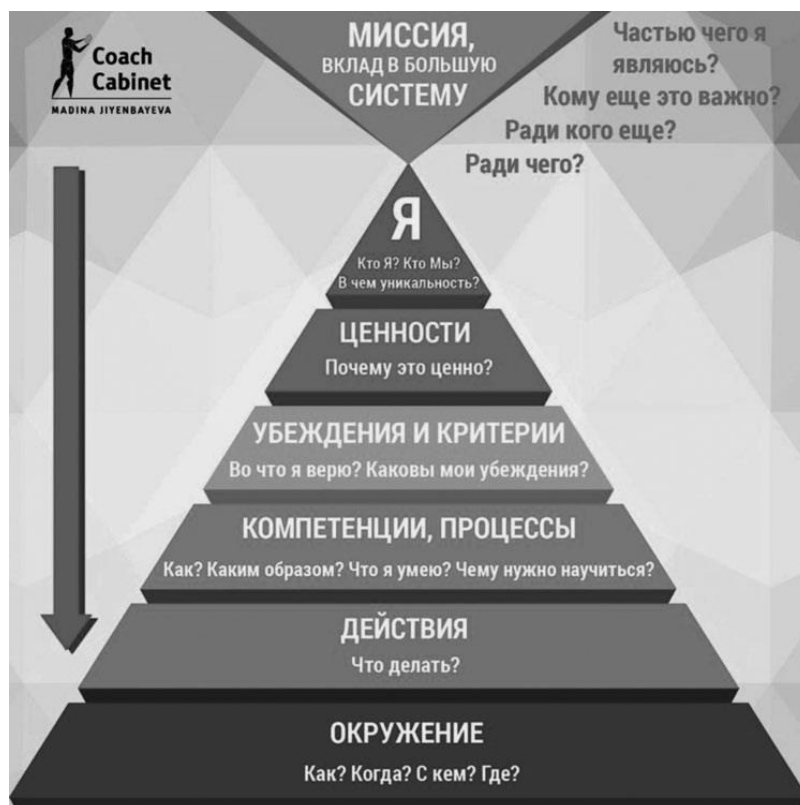 Coach
Cabinet
MADINA JIYENBAYEVA
МИССИЯ,
ВКЛАД В БОЛЬШУЮ
СИСТЕМУ
Частью чего я
являюсь?
Кому еще это важно?
Ради кого еще?
Ради чего?
Я
Кто Я? Кто Мы?
В чем уникальность?
ЦЕННОСТИ
Почему это ценно?
УБЕЖДЕНИЯ И КРИТЕРИИ
Во что я верю? Каковы мои убеждения?
КОМПЕТЕНЦИИ, ПРОЦЕССЫ
Как? Каким образом? Что я умею? Чему нужно научиться?
ДЕЙСТВИЯ
Что делать?
ОКРУЖЕНИЕ
Как? Когда? С кем? Где?